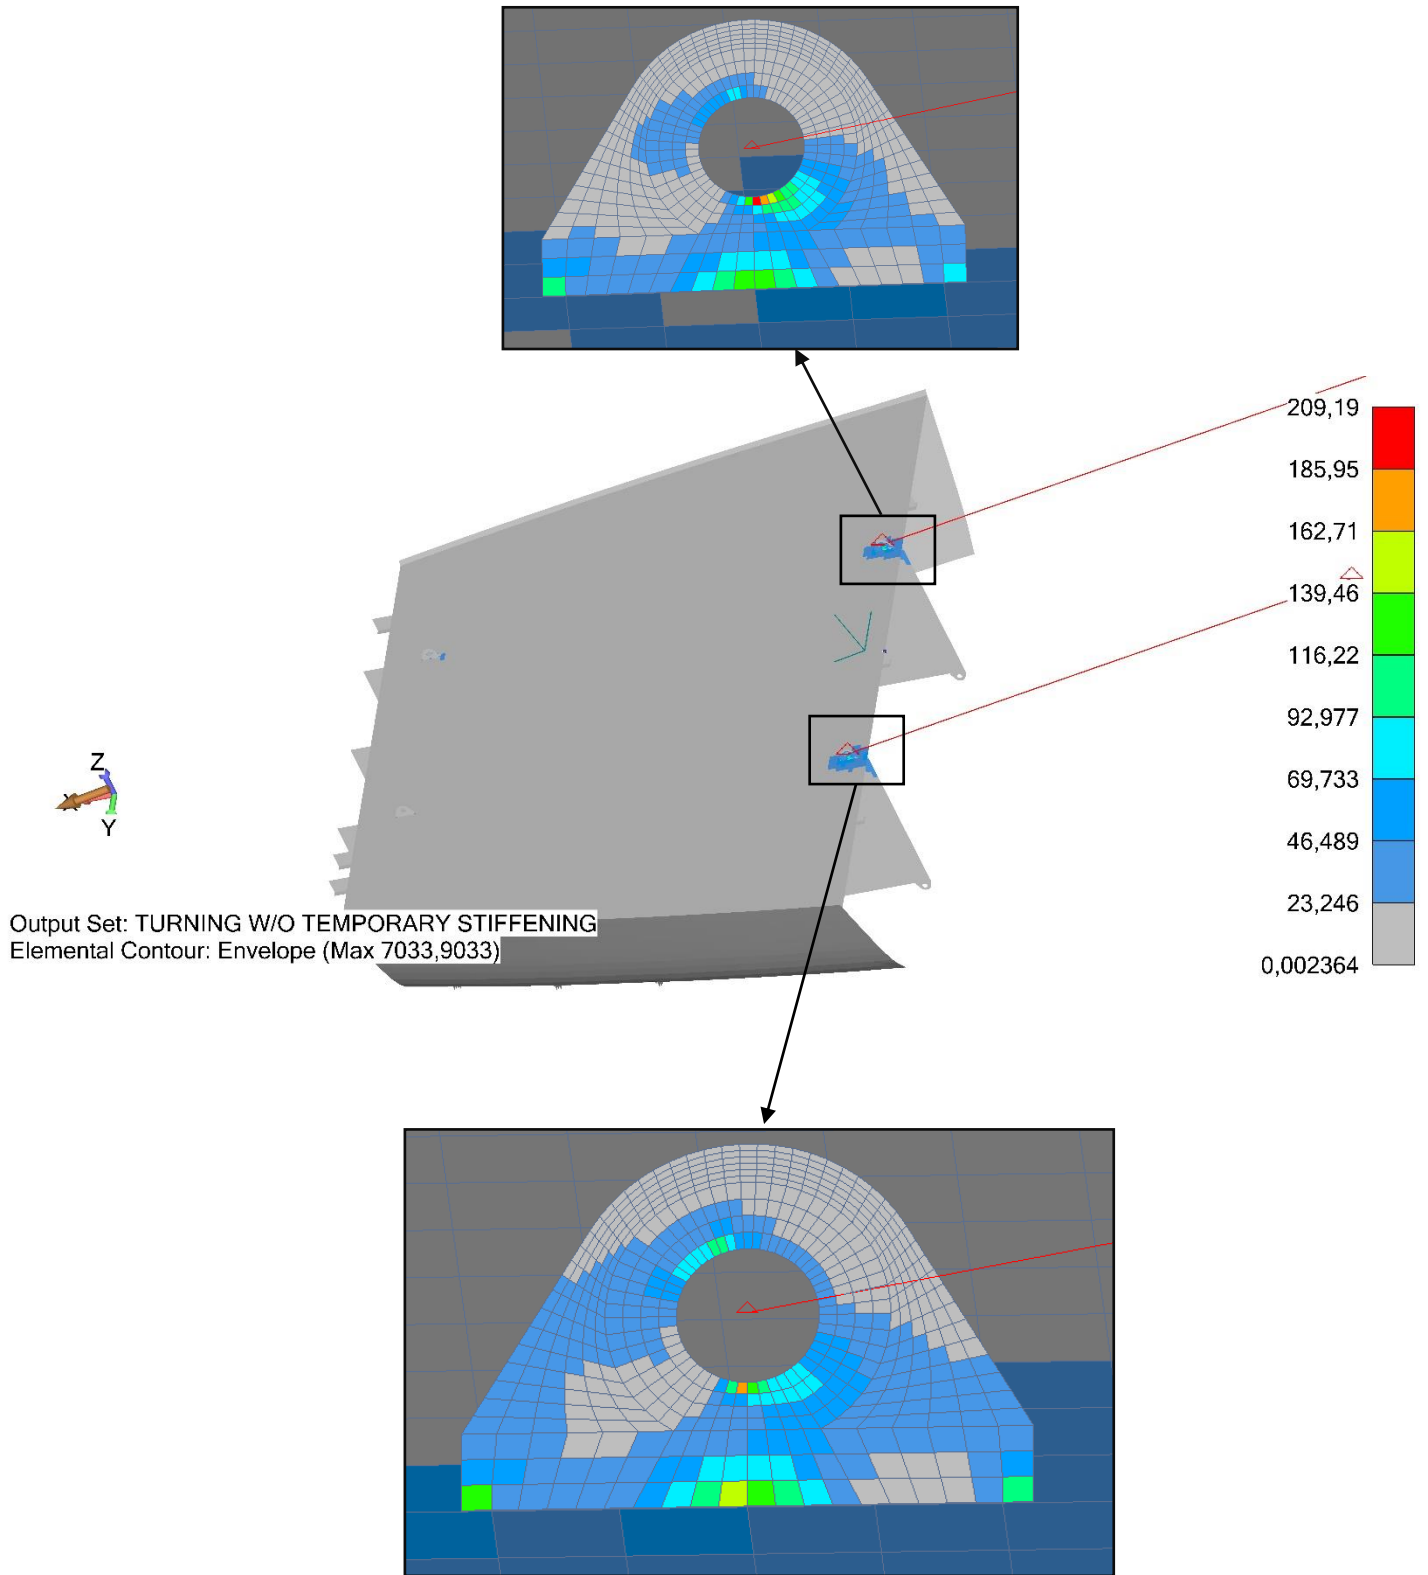 209,19
185,95
162,71
139,46
116,22
92,977
69,733
46,489
23,246
0,002364
Z
Y
Output Set: TURNING W/O TEMPORARY STIFFENING
Elemental Contour: Envelope (Max 7033,9033)